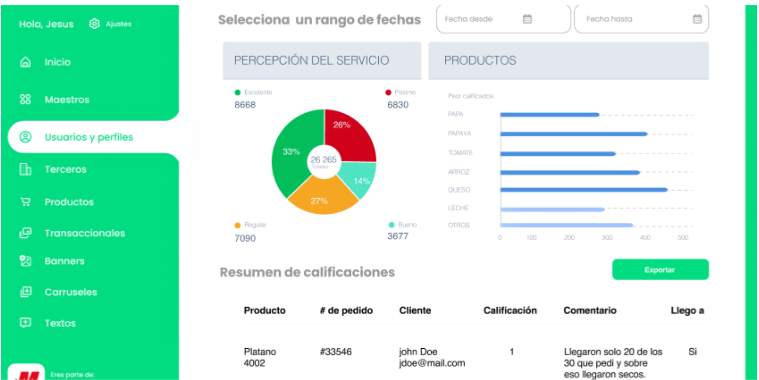 Hola, Jesus Ajustes
Inicio
Maestros
Usuarios y perfiles
Terceros
Productos
Transaccionales
Banners
Carruseles
Textos
Eres parte de:
Selecciona un rango de fechas
Fecha desde
Fecha hasta
PERCEPCIÓN DEL SERVICIO
Excelente
8668
Pesimo
6830
33%
26%
14%
27%
26 265
Totales
Regular
7090
Bueno
3677
PRODUCTOS
Peor calificados
PAPA
PAPAYA
TOMATE
ARROZ
QUESO
LECHE
OTROS
0 100 200 300 400 500
Resumen de calificaciones
Exportar
Producto # de pedido Cliente Calificación Comentario Llego a
Platano #33546 john Doe 1 Llegaron solo 20 de los Si
4002 jdoe@mail.com 30 que pedi y sobre
eso llegaron secos.